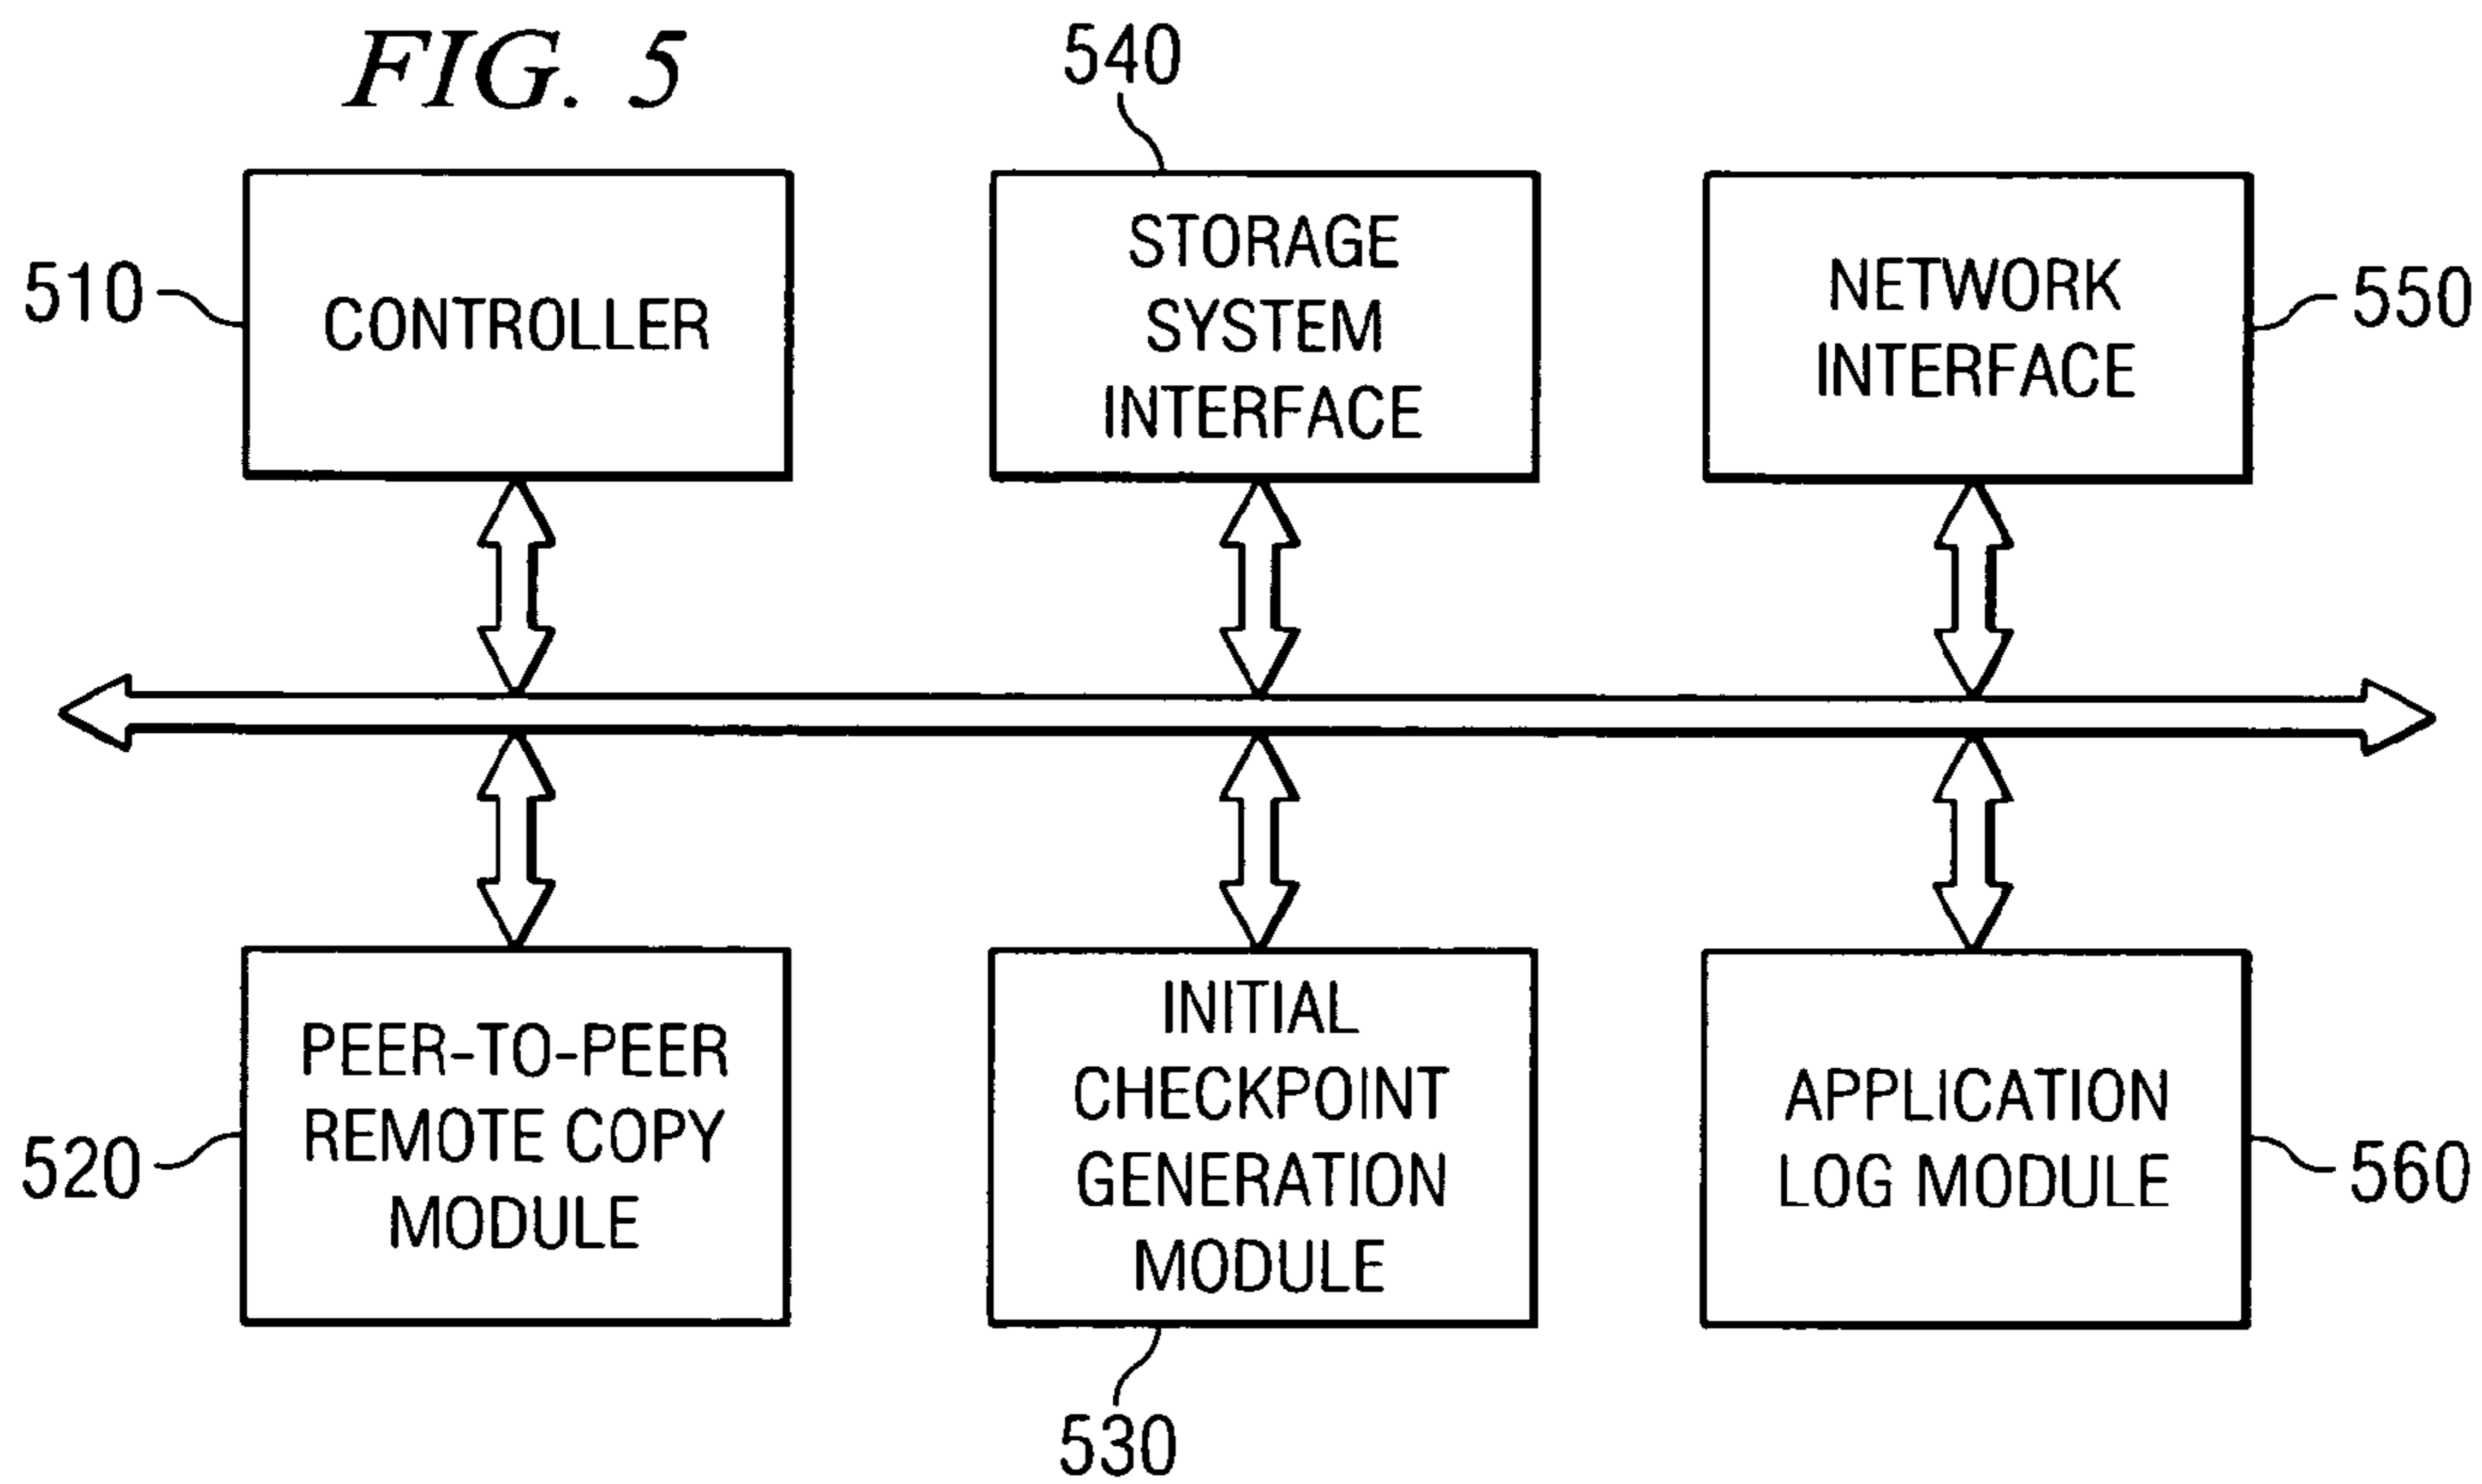 FIG. 5
540
510
CONTROLLER
STORAGE
SYSTEM
INTERFACE
NETWORK
INTERFACE
550
520
PEER-TO-PEER
REMOTE COPY
MODULE
INITIAL
CHECKPOINT
GENERATION
MODULE
530
APPLICATION
LOG MODULE
560